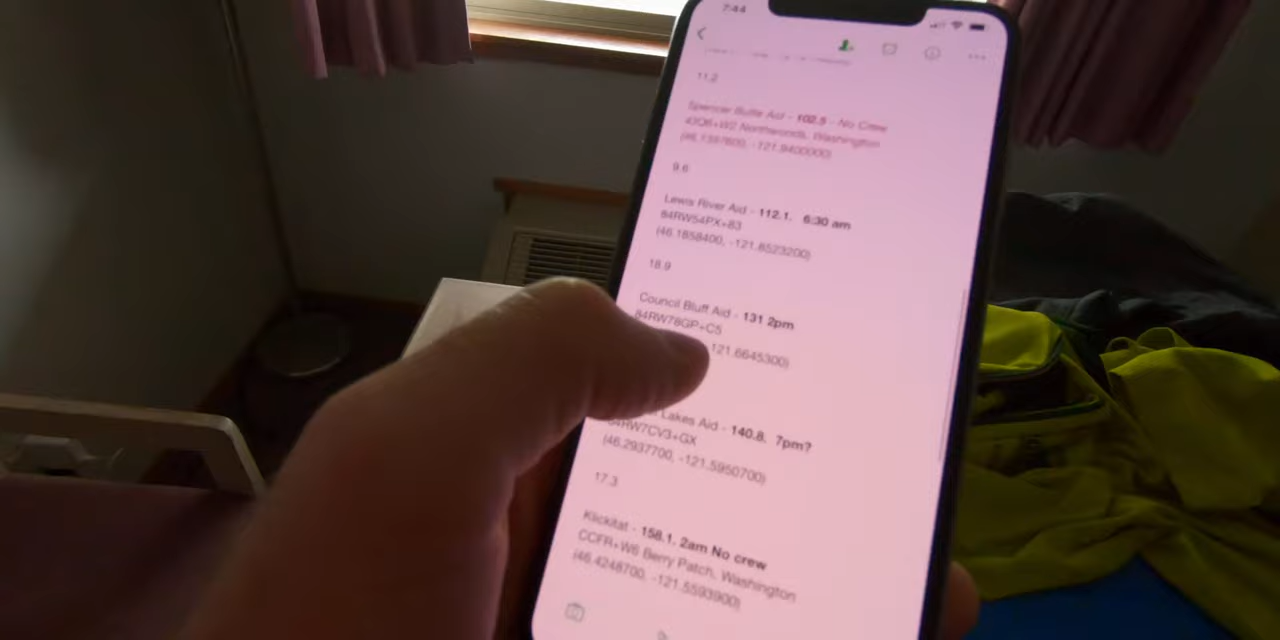 7:44
11.2
Spencer Butte Aid - 102.5 - No Crew
42Q6+W2 Northwoods, Washington
(46.1397600, -121.9400000)
9.6
Lewis River Aid - 112.1. 6:30 am
84RW54PX+83
(46.1858400, -121.8523200)
18.9
Council Bluff Aid - 131 2pm
84RW78GP+C5
121.6645300)
Lakes Aid - 140.8. 7pm?
84RW7CV3+GX
(46.2937700, -121.5950700)
17.3
Klickitat - 158.1. 2am No crew
CCFR+W6 Berry Patch, Washington
(46.4248700, -121.5593900)